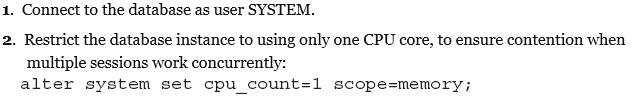 1. Connect to the database as user SYSTEM.
2. Restrict the database instance to using only one CPU core, to ensure contention when
multiple sessions work concurrently:
alter system set cpu_count=1 scope=memory;